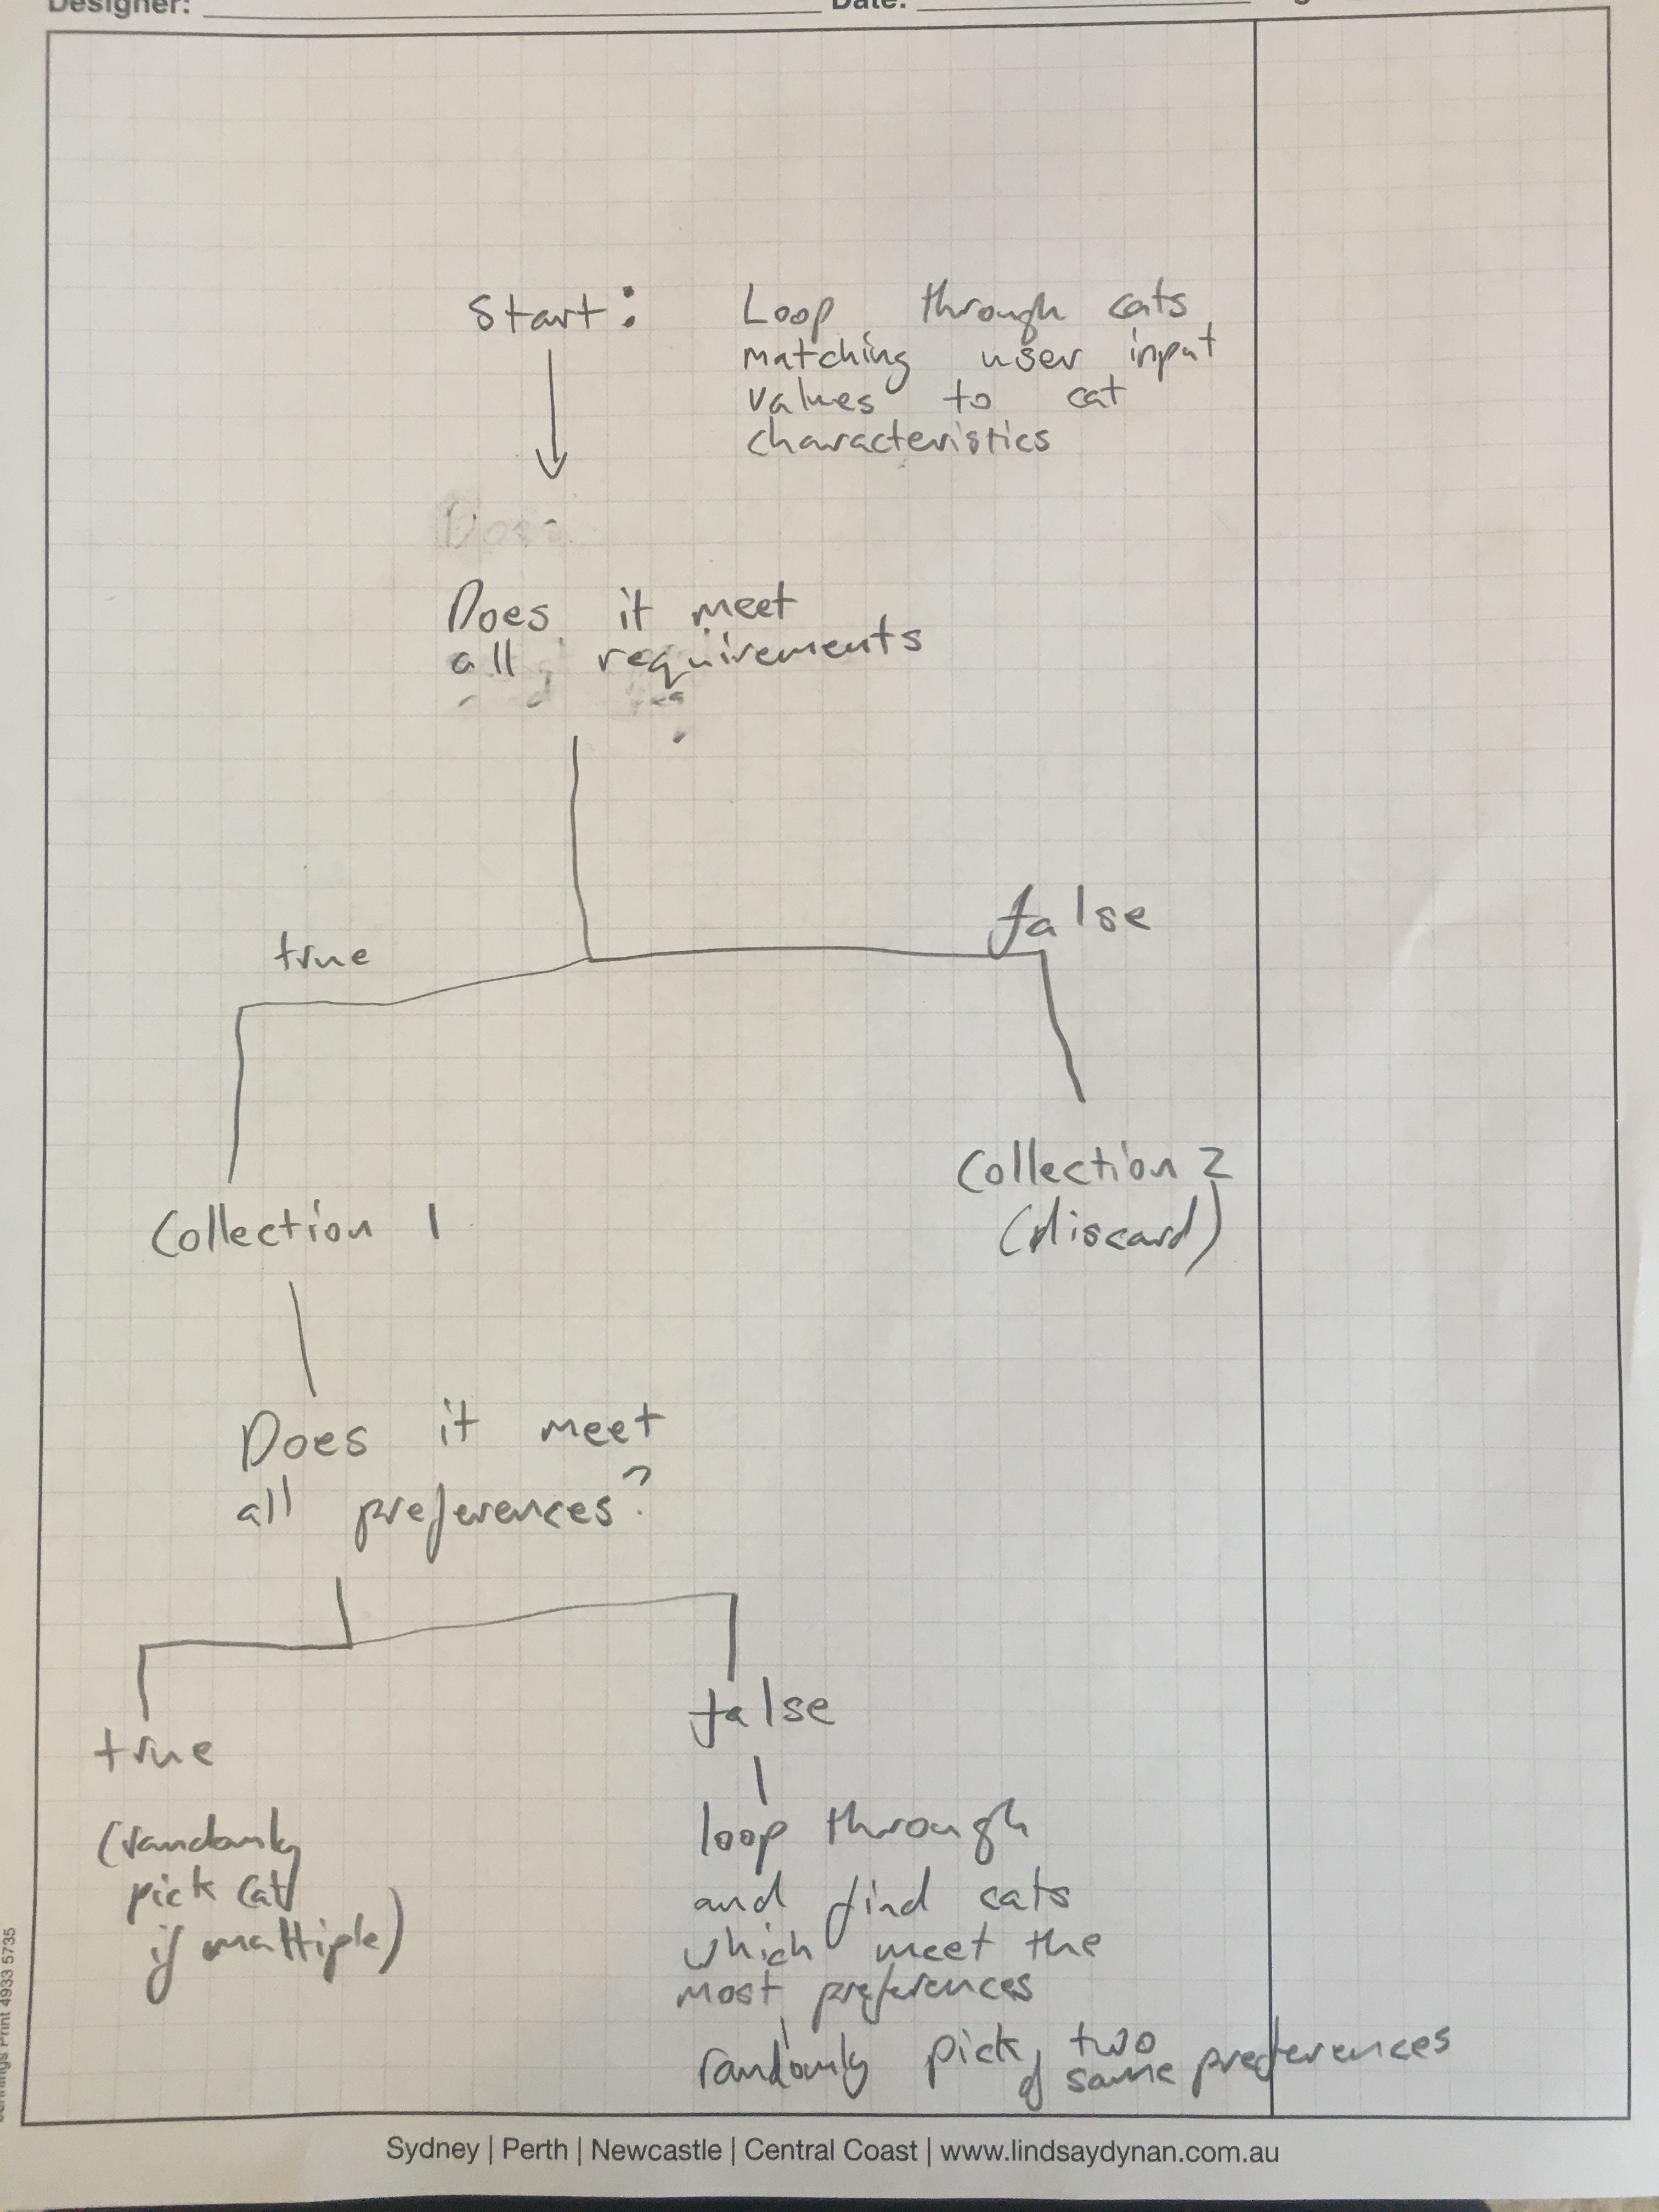 Designer:
Date:
Start:
Loop through cats
matching user input
values to cat
characteristics
Does it meet
all requirements
true
false
Collection 1
Collection 2
(discard)
Does it meet
all preferences?
true
false
(randomly
pick cat
if multiple)
loop through
and find cats
which meet the
most preferences
randomly pick two
of same preferences
Print 4933 5735
Sydney | Perth | Newcastle | Central Coast | www.lindsaydynan.com.au